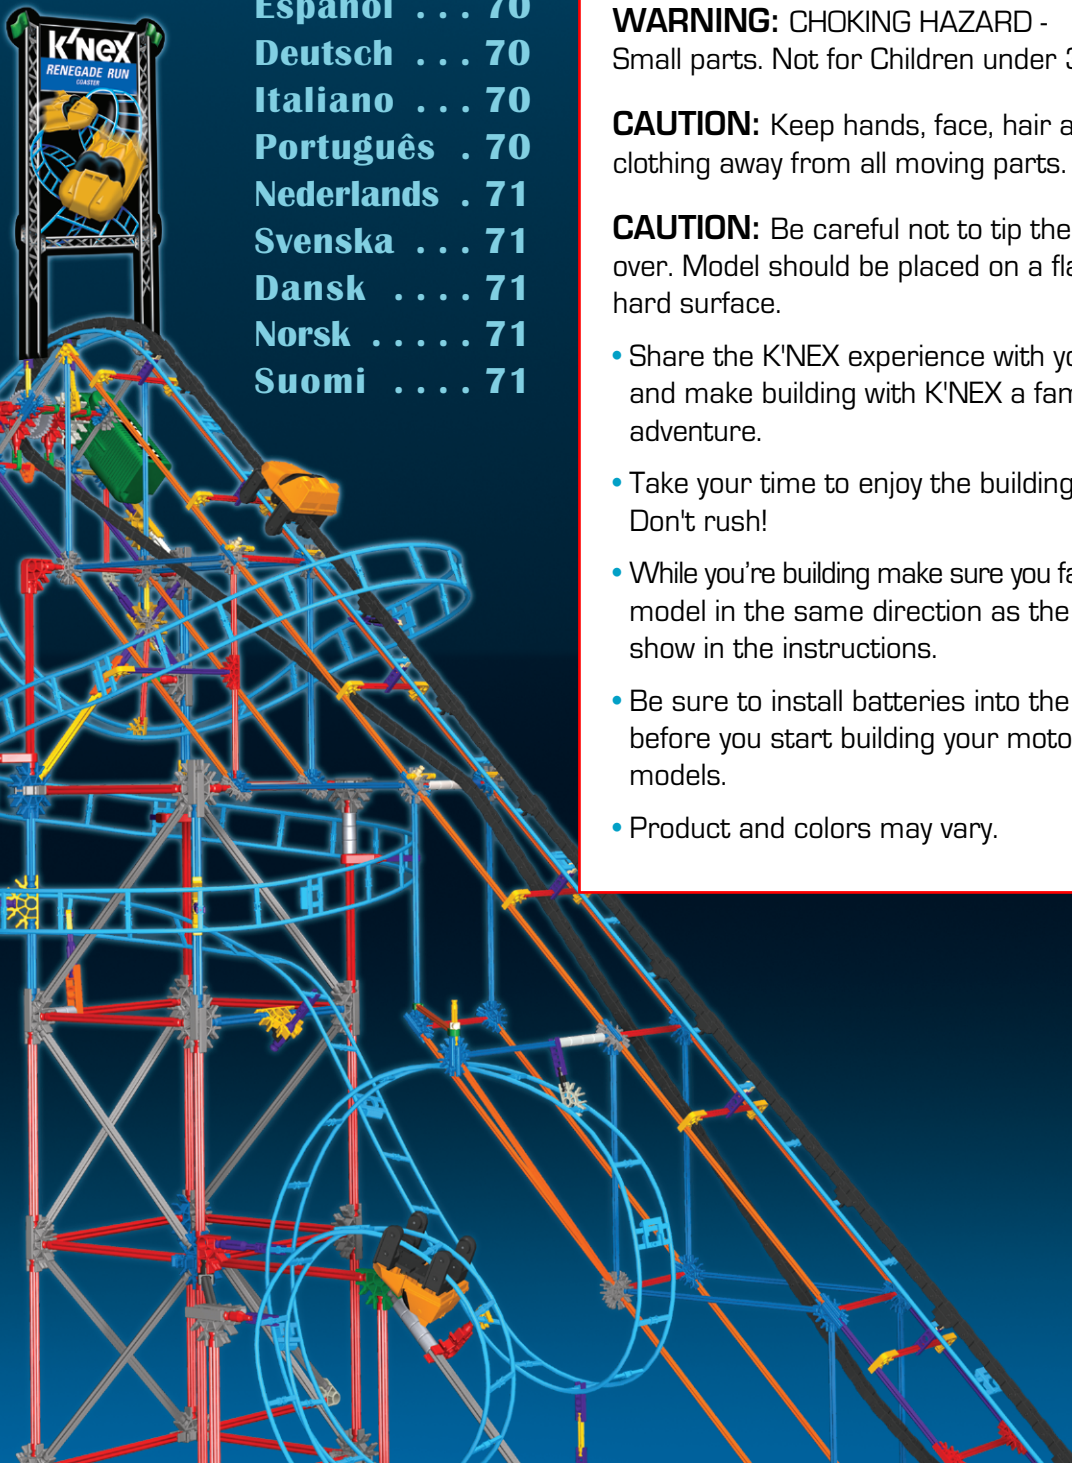 K'NEX
RENEGADE RUN
COASTER
Español . . . 70
Deutsch . . . 70
Italiano . . . 70
Português . 70
Nederlands . 71
Svenska . . . 71
Dansk . . . . 71
Norsk . . . . . 71
Suomi . . . . 71
WARNING: CHOKING HAZARD -
Small parts. Not for Children under 3
CAUTION: Keep hands, face, hair a
clothing away from all moving parts.
CAUTION: Be careful not to tip the
over. Model should be placed on a fla
hard surface.
• Share the K'NEX experience with yo
and make building with K'NEX a fam
adventure.
• Take your time to enjoy the building
Don't rush!
• While you're building make sure you fa
model in the same direction as the
show in the instructions.
• Be sure to install batteries into the
before you start building your moto
models.
• Product and colors may vary.